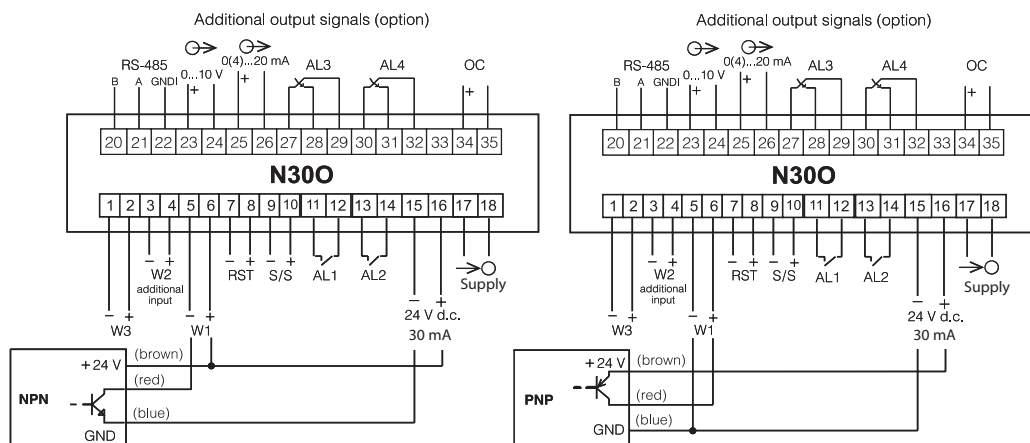 Additional output signals (option)
RS-485 0...10 V 0(4)...20 mA AL3 AL4 OC
B A GNDI + + +
20 21 22 23 24 25 26 27 28 29 30 31 32 33 34 35
N30O
1 2 3 4 5 6 7 8 9 10 11 12 13 14 15 16 17 18
− + − + − + − + − + AL1 AL2 − +
W3 W2 additional input W1 RST S/S 24 V d.c. 30 mA Supply
NPN
+ 24 V (brown)
(red)
(blue)
GND
Additional output signals (option)
RS-485 0...10 V 0(4)...20 mA AL3 AL4 OC
B A GNDI + + +
20 21 22 23 24 25 26 27 28 29 30 31 32 33 34 35
N30O
1 2 3 4 5 6 7 8 9 10 11 12 13 14 15 16 17 18
− + − + − + − + − + AL1 AL2 − +
W3 W2 additional input W1 RST S/S 24 V d.c. 30 mA Supply
PNP
+ 24 V (brown)
(red)
(blue)
GND